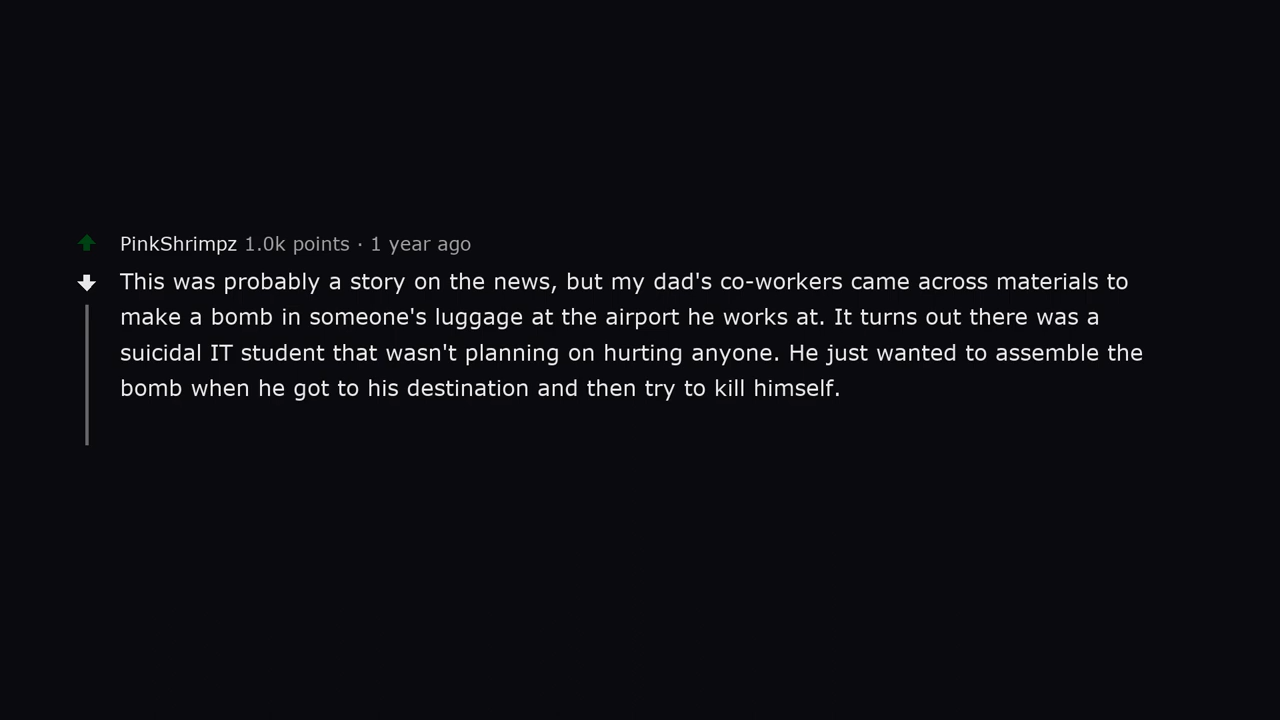 PinkShrimpz 1.0k points · 1 year ago
This was probably a story on the news, but my dad's co-workers came across materials to
make a bomb in someone's luggage at the airport he works at. It turns out there was a
suicidal IT student that wasn't planning on hurting anyone. He just wanted to assemble the
bomb when he got to his destination and then try to kill himself.